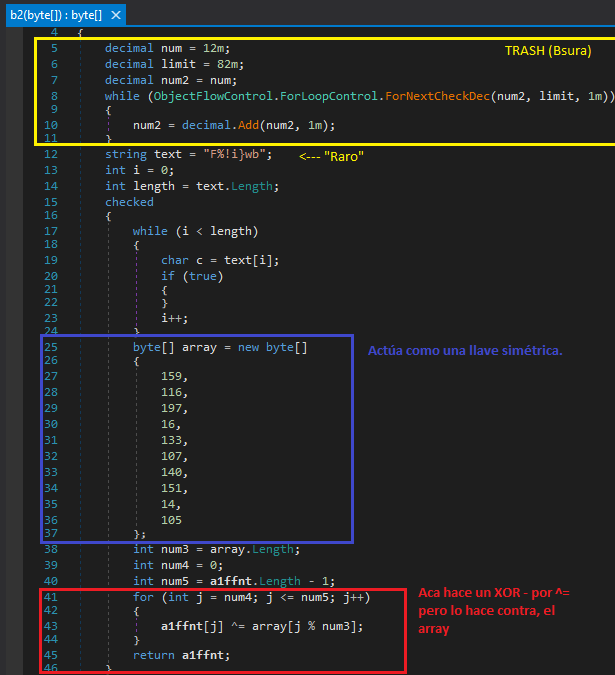 b2(byte[]) : byte[] ×
4 {
5 decimal num = 12m;
TRASH (Bsura)
6 decimal limit = 82m;
7 decimal num2 = num;
8 while (ObjectFlowControl.ForLoopControl.ForNextCheckDec(num2, limit, 1m))
9 {
10 num2 = decimal.Add(num2, 1m);
11 }
12 string text = "F%!i}wb"; <--- "Raro"
13 int i = 0;
14 int length = text.Length;
15 checked
16 {
17 while (i < length)
18 {
19 char c = text[i];
20 if (true)
21 {
22 }
23 i++;
24 }
25 byte[] array = new byte[]
Actúa como una llave simétrica.
26 {
27 159,
28 116,
29 197,
30 16,
31 133,
32 107,
33 140,
34 151,
35 14,
36 105
37 };
38 int num3 = array.Length;
39 int num4 = 0;
40 int num5 = a1ffnt.Length - 1;
41 for (int j = num4; j <= num5; j++)
42 {
43 a1ffnt[j] ^= array[j % num3];
44 }
45 return a1ffnt;
46 }
Aca hace un XOR - por ^=
pero lo hace contra, el
array